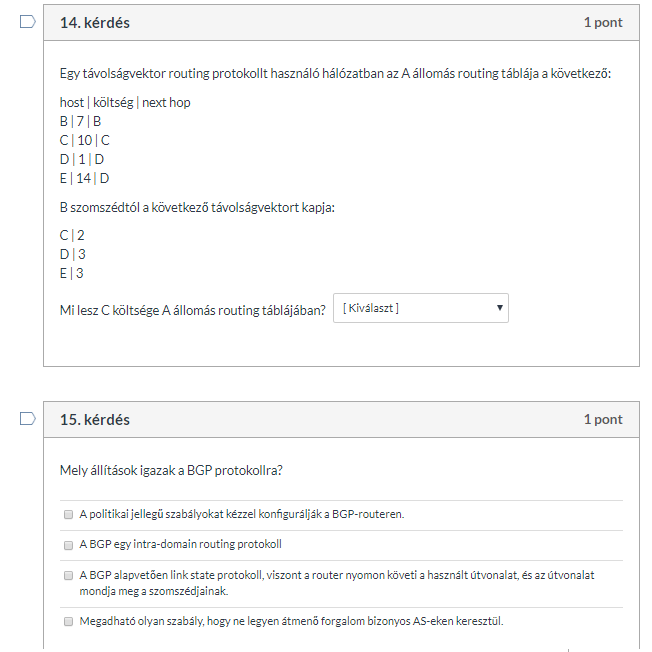 14. kérdés
1 pont
Egy távolságvektor routing protokollt használó hálózatban az A állomás routing táblája a következő:
host | költség | next hop
B | 7 | B
C | 10 | C
D | 1 | D
E | 14 | D
B szomszédtól a következő távolságvektort kapja:
C | 2
D | 3
E | 3
Mi lesz C költsége A állomás routing táblájában?
[ Kiválaszt ]
15. kérdés
1 pont
Mely állítások igazak a BGP protokollra?
A politikai jellegű szabályokat kézzel konfigurálják a BGP-routeren.
A BGP egy intra-domain routing protokoll
A BGP alapvetően link state protokoll, viszont a router nyomon követi a használt útvonalat, és az útvonalat
mondja meg a szomszédjainak.
Megadható olyan szabály, hogy ne legyen átmenő forgalom bizonyos AS-eken keresztül.